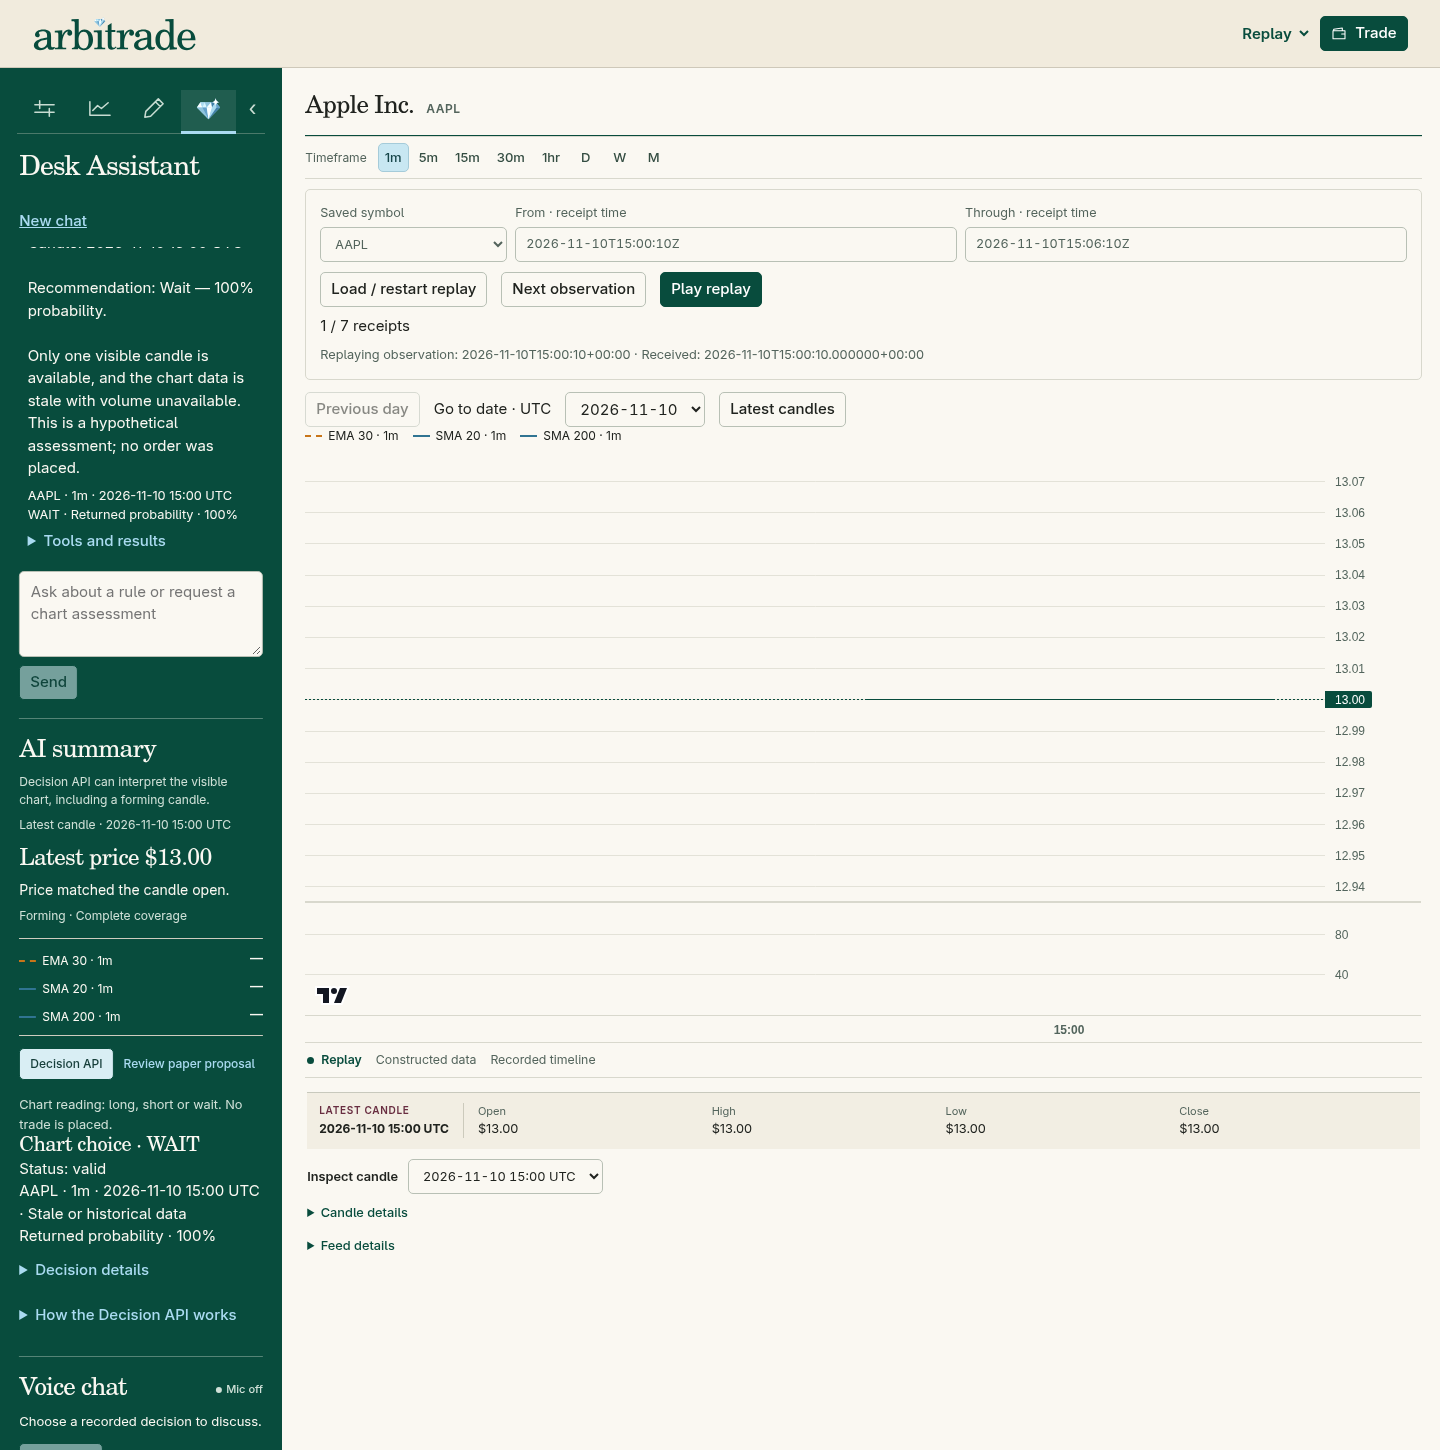 arbitrade
Replay
Trade
Desk Assistant
New chat
Recommendation: Wait — 100%
probability.
Only one visible candle is
available, and the chart data is
stale with volume unavailable.
This is a hypothetical
assessment; no order was
placed.
AAPL · 1m · 2026-11-10 15:00 UTC
WAIT · Returned probability · 100%
Tools and results
Ask about a rule or request a
chart assessment
Send
AI summary
Decision API can interpret the visible
chart, including a forming candle.
Latest candle · 2026-11-10 15:00 UTC
Latest price $13.00
Price matched the candle open.
Forming · Complete coverage
EMA 30 · 1m —
SMA 20 · 1m —
SMA 200 · 1m —
Decision API Review paper proposal
Chart reading: long, short or wait. No
trade is placed.
Chart choice · WAIT
Status: valid
AAPL · 1m · 2026-11-10 15:00 UTC
· Stale or historical data
Returned probability · 100%
Decision details
How the Decision API works
Voice chat
Mic off
Choose a recorded decision to discuss.
Apple Inc. AAPL
Timeframe 1m 5m 15m 30m 1hr D W M
Saved symbol From · receipt time Through · receipt time
AAPL 2026-11-10T15:00:10Z 2026-11-10T15:06:10Z
Load / restart replay Next observation Play replay
1 / 7 receipts
Replaying observation: 2026-11-10T15:00:10+00:00 · Received: 2026-11-10T15:00:10.000000+00:00
Previous day Go to date · UTC 2026-11-10 Latest candles
EMA 30 · 1m SMA 20 · 1m SMA 200 · 1m
13.07
13.06
13.05
13.04
13.03
13.02
13.01
13.00
12.99
12.98
12.97
12.96
12.95
12.94
80
40
15:00
Replay Constructed data Recorded timeline
LATEST CANDLE Open High Low Close
2026-11-10 15:00 UTC $13.00 $13.00 $13.00 $13.00
Inspect candle 2026-11-10 15:00 UTC
Candle details
Feed details